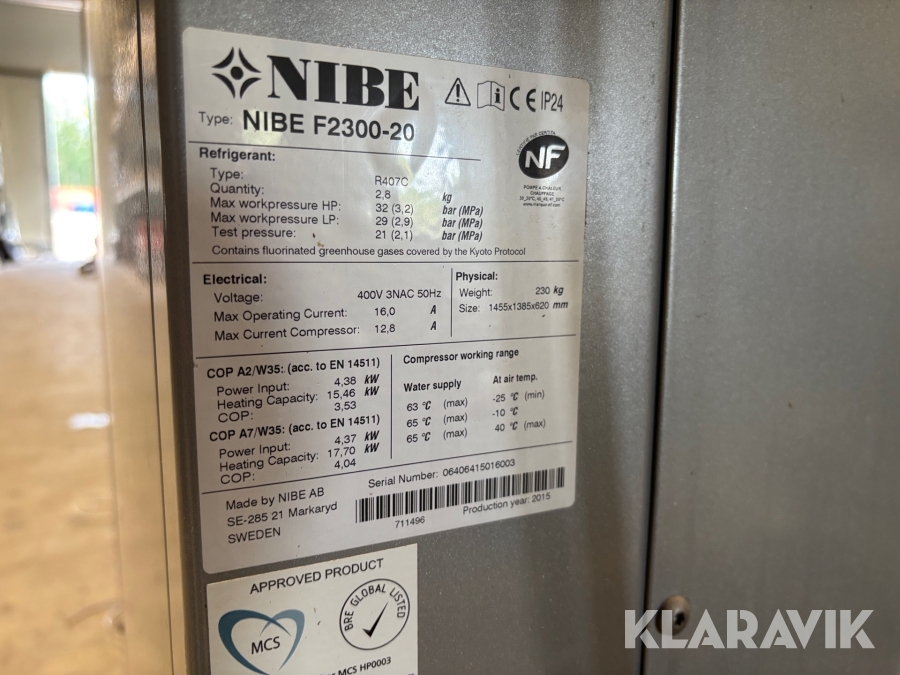 NIBE IP24
Type: NIBE F2300-20
NF
POMPE A CHALEUR
CHAUFFAGE
Refrigerant:
Type: R407C
Quantity: 2,8 kg
Max workpressure HP: 32 (3,2) bar (MPa)
Max workpressure LP: 29 (2,9) bar (MPa)
Test pressure: 21 (2,1) bar (MPa)
Contains fluorinated greenhouse gases covered by the Kyoto Protocol
Electrical:
Voltage: 400V 3NAC 50Hz
Max Operating Current: 16,0 A
Max Current Compressor: 12,8 A
Physical:
Weight: 230 kg
Size: 1455x1385x620 mm
COP A2/W35: (acc. to EN 14511)
Power Input: 4,38 kW
Heating Capacity: 15,46 kW
COP: 3,53
COP A7/W35: (acc. to EN 14511)
Power Input: 4,37 kW
Heating Capacity: 17,70 kW
COP: 4,04
Compressor working range
Water supply At air temp.
63 °C (max) -25 °C (min)
65 °C (max) -10 °C
65 °C (max) 40 °C (max)
Made by NIBE AB
SE-285 21 Markaryd
SWEDEN
Serial Number: 06406415016003
711496 Production year: 2015
APPROVED PRODUCT
MCS
BRE GLOBAL LISTED
MCS HP0003
KLARAVIK